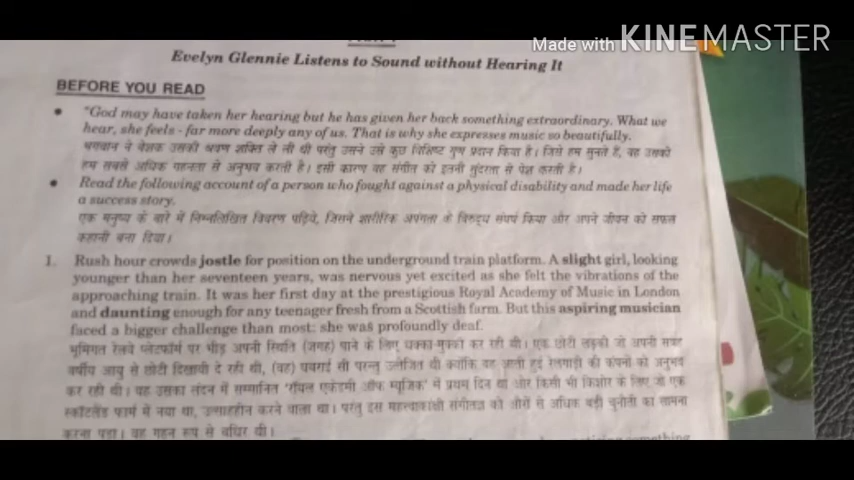 Made with KINEMASTER
Evelyn Glennie Listens to Sound without Hearing It
BEFORE YOU READ
• "God may have taken her hearing but he has given her back something extraordinary. What we
hear, she feels - far more deeply any of us. That is why she expresses music so beautifully.
भगवान ने बेशक उसकी श्रवण शक्ति ले ली थी परंतु उसने उसे कुछ विशिष्ट गुण प्रदान किया है। जिसे हम सुनते हैं, वह उसको
हम सबसे अधिक गहनता से अनुभव करती है। इसी कारण वह संगीत को इतनी सुंदरता से पेश करती है।
• Read the following account of a person who fought against a physical disability and made her life
a success story.
एक मनुष्य के बारे में निम्नलिखित विवरण पढ़िये, जिसने शारीरिक अपंगता के विरुद्ध संघर्ष किया और अपने जीवन को सफल
कहानी बना दिया।
1. Rush hour crowds jostle for position on the underground train platform. A slight girl, looking
younger than her seventeen years, was nervous yet excited as she felt the vibrations of the
approaching train. It was her first day at the prestigious Royal Academy of Music in London
and daunting enough for any teenager fresh from a Scottish farm. But this aspiring musician
faced a bigger challenge than most: she was profoundly deaf.
भूमिगत रेलवे प्लेटफॉर्म पर भीड़ अपनी स्थिति (जगह) पाने के लिए धक्का-मुक्की कर रही थी। एक छोटी लड़की जो अपनी सत्रह
वर्षीय आयु से छोटी दिखायी दे रही थी, (वह) घबराई सी परन्तु उत्तेजित थी क्योंकि वह आती हुई रेलगाड़ी की कंपनों को अनुभव
कर रही थी। वह उसका लंदन में सम्मानित 'रॉयल एकेडमी ऑफ म्यूजिक' में प्रथम दिन था और किसी भी किशोर के लिए जो एक
स्कॉटलैंड फार्म में नया था, उत्साहहीन करने वाला था। परंतु इस महत्वाकांक्षी संगीतज्ञ को औरों से अधिक बड़ी चुनौती का सामना
करना पड़ा। वह गहन रूप से बधिर थी।
something